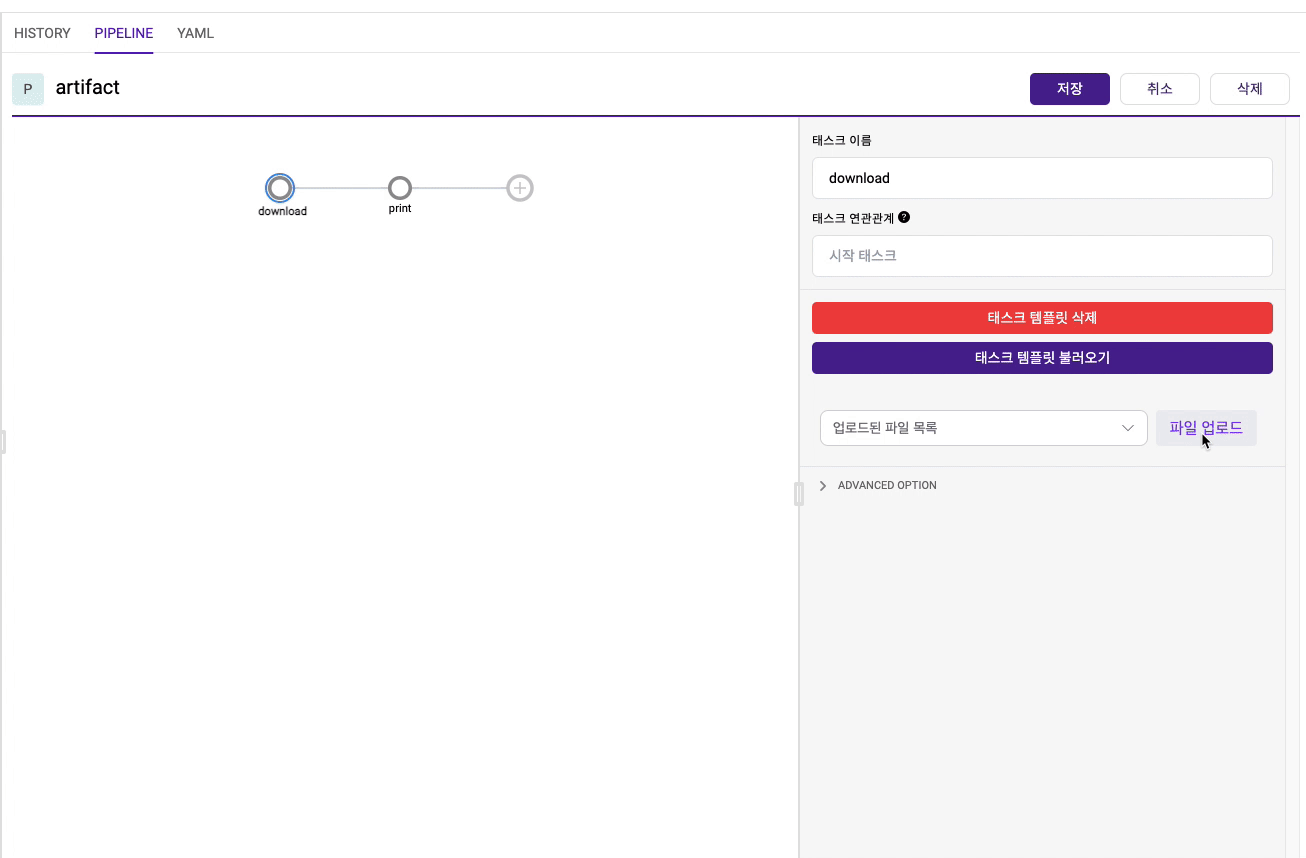 HISTORY PIPELINE YAML
P artifact 저장 취소 삭제
download print
태스크 이름
download
태스크 연관관계 ?
시작 태스크
태스크 템플릿 삭제
태스크 템플릿 불러오기
업로드된 파일 목록 파일 업로드
ADVANCED OPTION